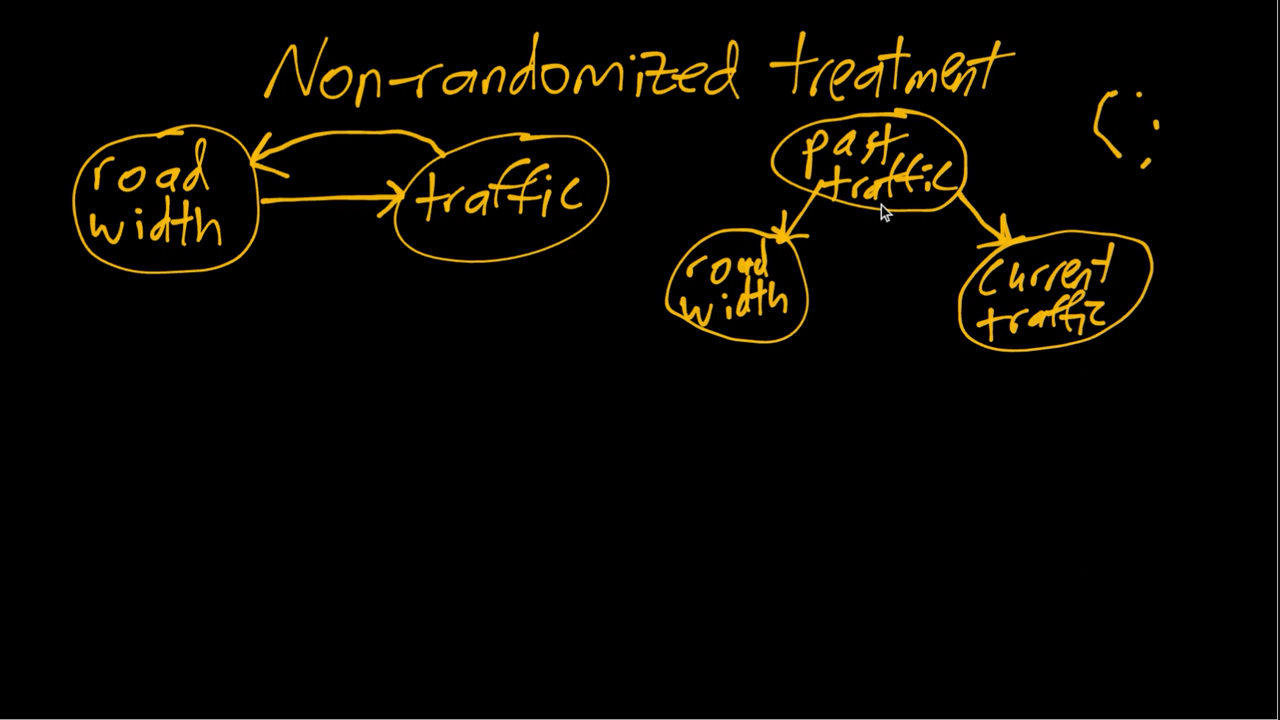 Non-randomized treatment
road
width
traffic
past
traffic
road
width
current
traffic